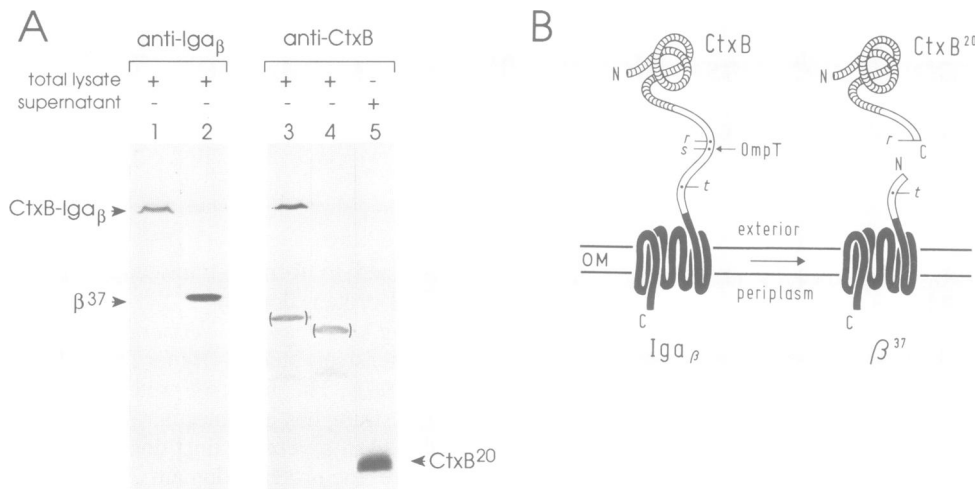 A
anti-Igaβ anti-CtxB
total lysate + + + + -
supernatant - - - - +
1 2 3 4 5
CtxB-Igaβ
β37
( )
( )
CtxB20
B
CtxB CtxB20
N N
r r C
s OmpT N
t t
exterior
OM
periplasm
C C
Igaβ β37